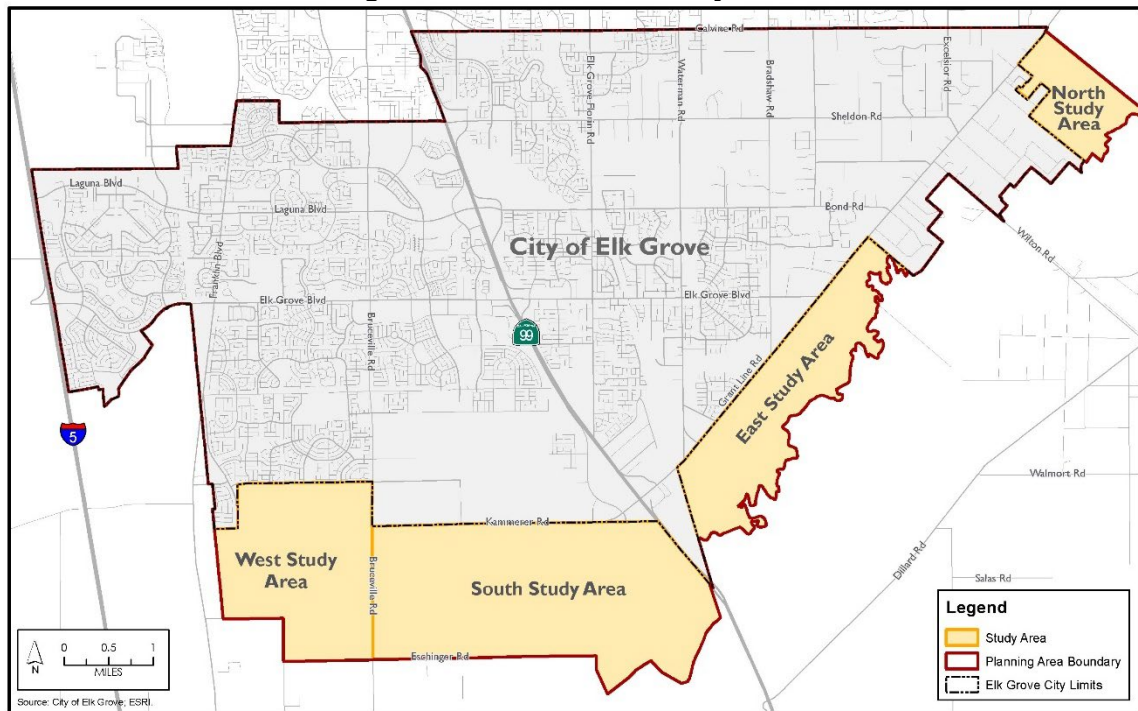 Calvine Rd
Elk Grove Florin Rd
Waterman Rd
Bradshaw Rd
Excelsior Rd
North
Study
Area
Sheldon Rd
Laguna Blvd
Laguna Blvd
Bond Rd
Franklin Blvd
City of Elk Grove
Wilton Rd
Elk Grove Blvd
Elk Grove Blvd
Bruceville Rd
CALIFORNIA
99
Grant Line Rd
East Study Area
5
Walmort Rd
Kammerer Rd
West Study
Area
Bruceville Rd
South Study Area
Dillard Rd
Salas Rd
Eschinger Rd
N
0 0.5 1
MILES
Source: City of Elk Grove; ESRI.
Legend
Study Area
Planning Area Boundary
Elk Grove City Limits